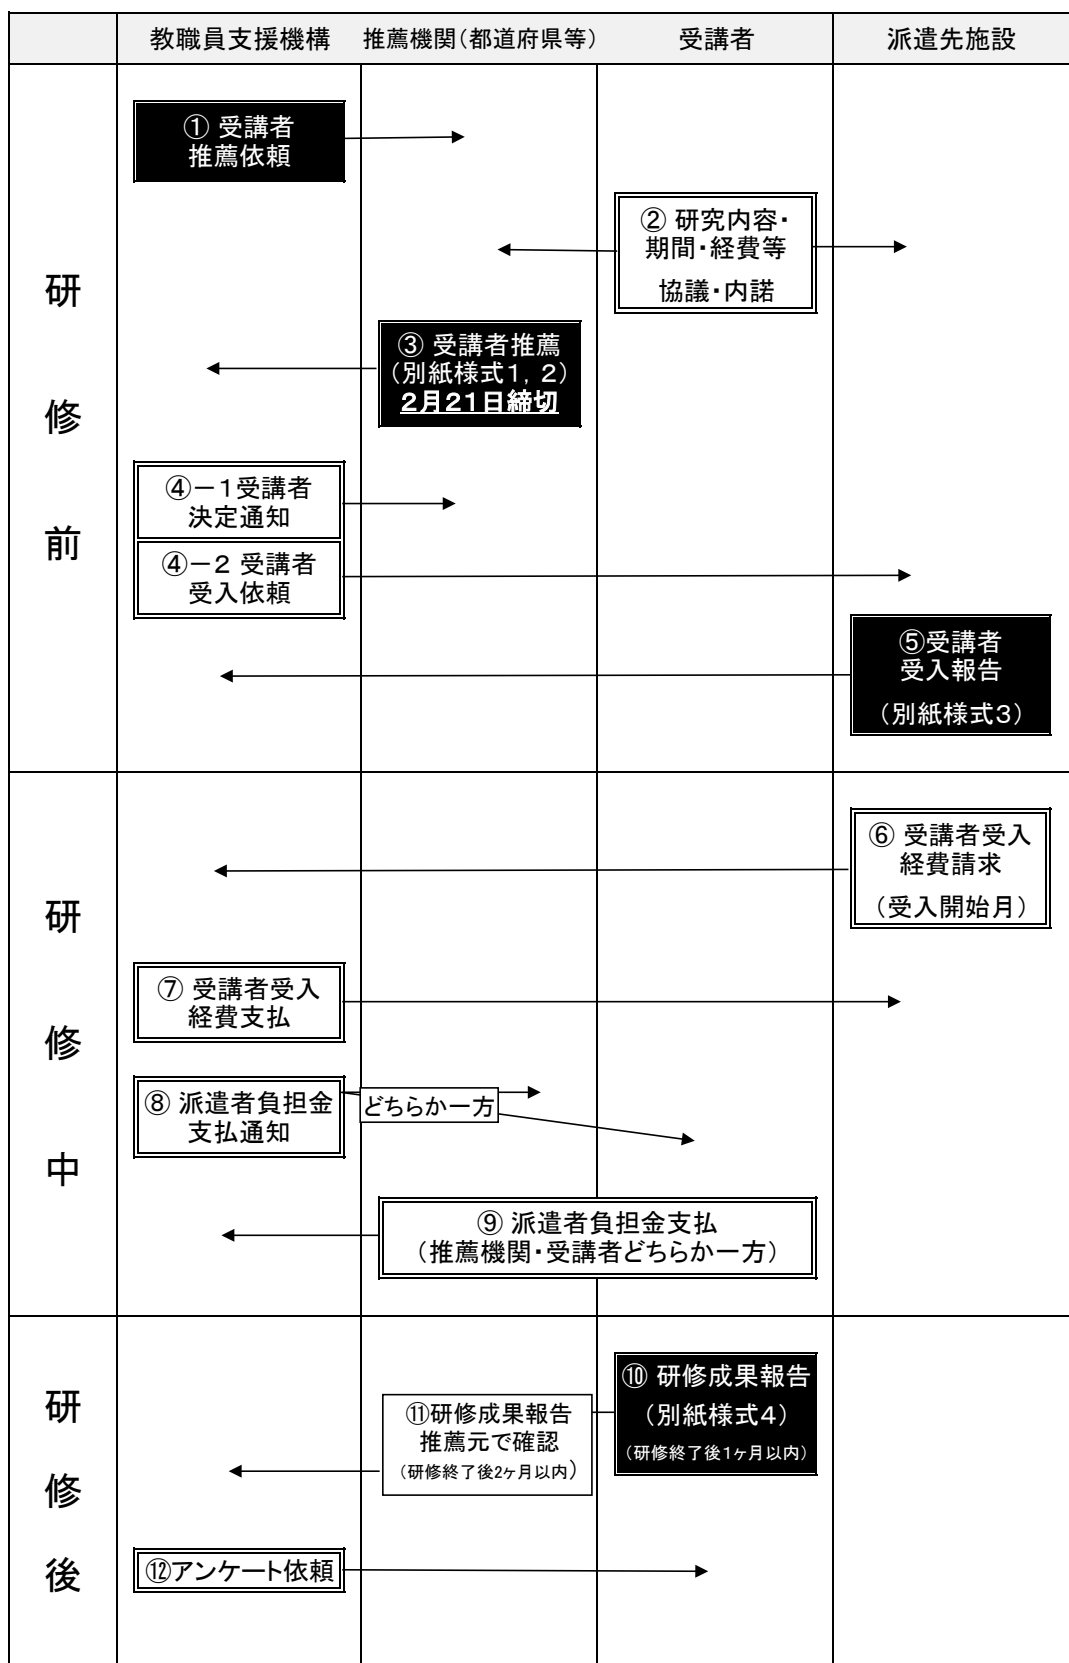 教職員支援機構
推薦機関（都道府県等）
受講者
派遣先施設
研
修
前
① 受講者
推薦依頼
② 研究内容・
期間・経費等
協議・内諾
③ 受講者推薦
（別紙様式１，２）
２月２１日締切
④－１受講者
決定通知
④－２ 受講者
受入依頼
⑤受講者
受入報告
（別紙様式３）
研
修
中
⑥ 受講者受入
経費請求
（受入開始月）
⑦ 受講者受入
経費支払
⑧ 派遣者負担金
支払通知
どちらか一方
⑨ 派遣者負担金支払
（推薦機関・受講者どちらか一方）
研
修
後
⑩ 研修成果報告
（別紙様式４）
（研修終了後１ヶ月以内）
⑪研修成果報告
推薦元で確認
（研修終了後2ヶ月以内）
⑫アンケート依頼